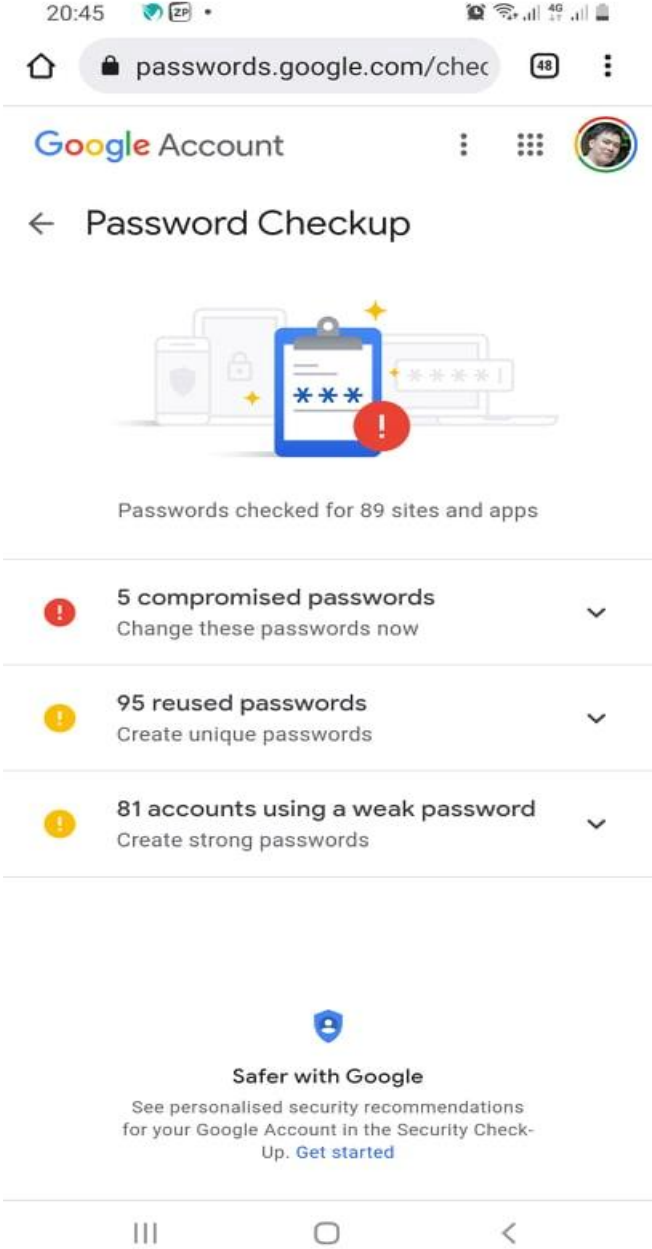 20:45 ZP 4G
passwords.google.com/chec 48
Google Account
Password Checkup
***
****|
Passwords checked for 89 sites and apps
5 compromised passwords
Change these passwords now
95 reused passwords
Create unique passwords
81 accounts using a weak password
Create strong passwords
Safer with Google
See personalised security recommendations
for your Google Account in the Security Check-
Up. Get started